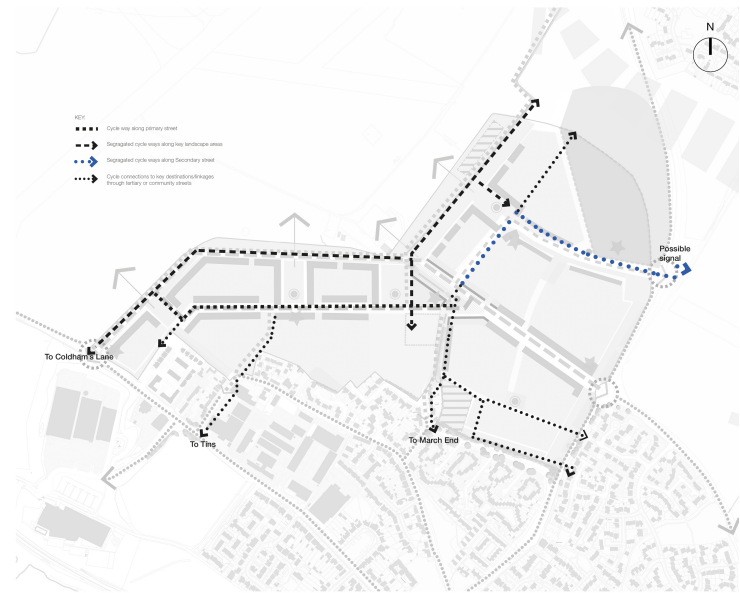 N
KEY:
Cycle way along primary street
Segragated cycle ways along key landscape areas
Segragated cycle ways along Secondary street
Cycle connections to key destinations/linkages
through tertiary or community streets
Possible
signal
To Coldham's Lane
To Tins
To March End